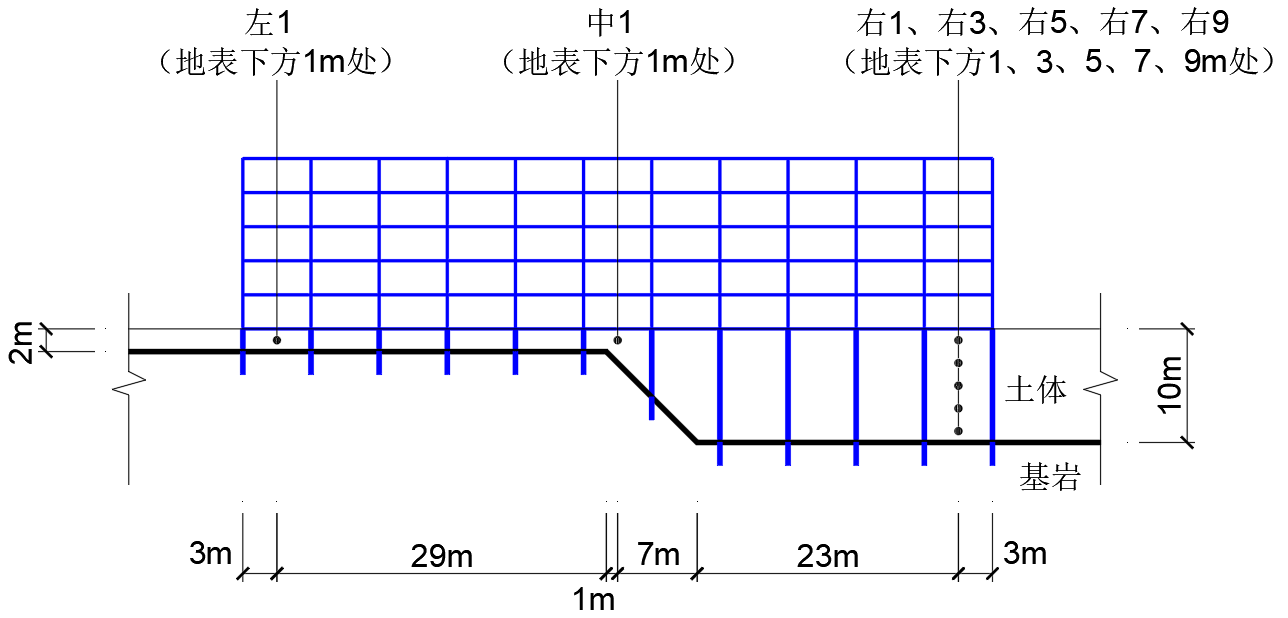 左1
（地表下方1m处）
中1
（地表下方1m处）
右1、右3、右5、右7、右9
（地表下方1、3、5、7、9m处）
2m
土体
10m
基岩
3m
29m
1m
7m
23m
3m